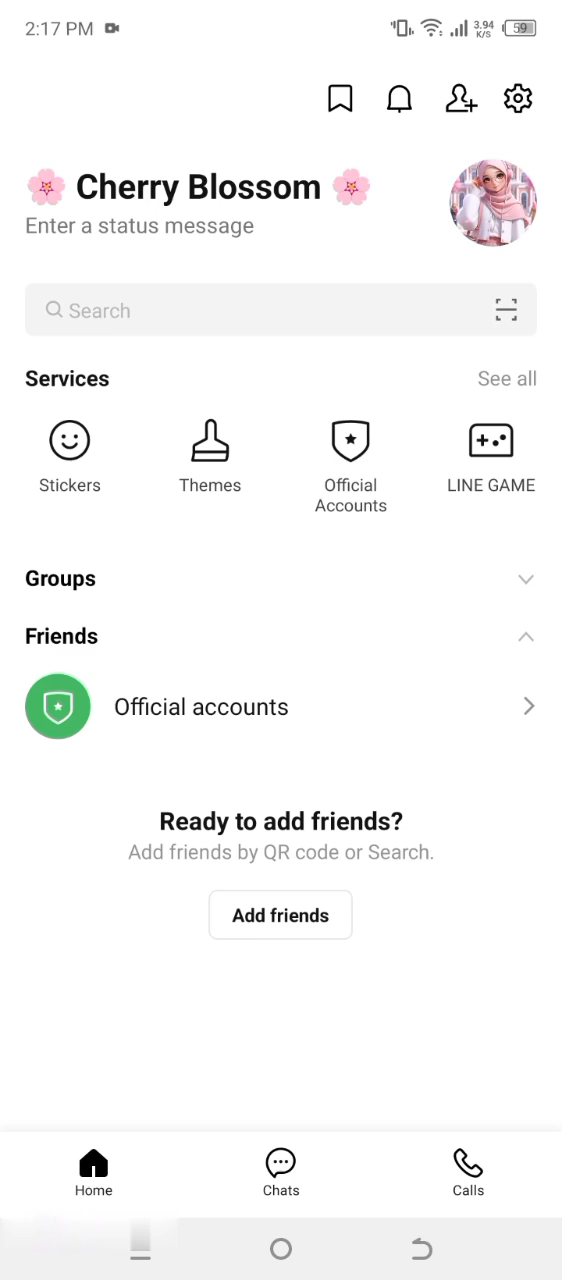 2:17 PM
3.94
K/S
59
🌸 Cherry Blossom 🌸
Enter a status message
Search
Services
See all
Stickers
Themes
Official
Accounts
LINE GAME
Groups
Friends
Official accounts
Ready to add friends?
Add friends by QR code or Search.
Add friends
Home
Chats
Calls